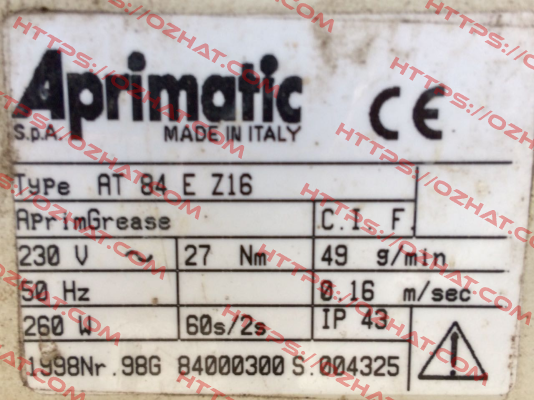 Aprimatic
S.p.A. MADE IN ITALY
CE
Type AT 84 E Z16
AprimGrease C.I. F.
230 V ~ 27 Nm 49 g/min
50 Hz 0.16 m/sec
260 W 60s/2s IP 43
1998Nr.98G 84000300 S.004325
HTTPS://OZHAT.COM